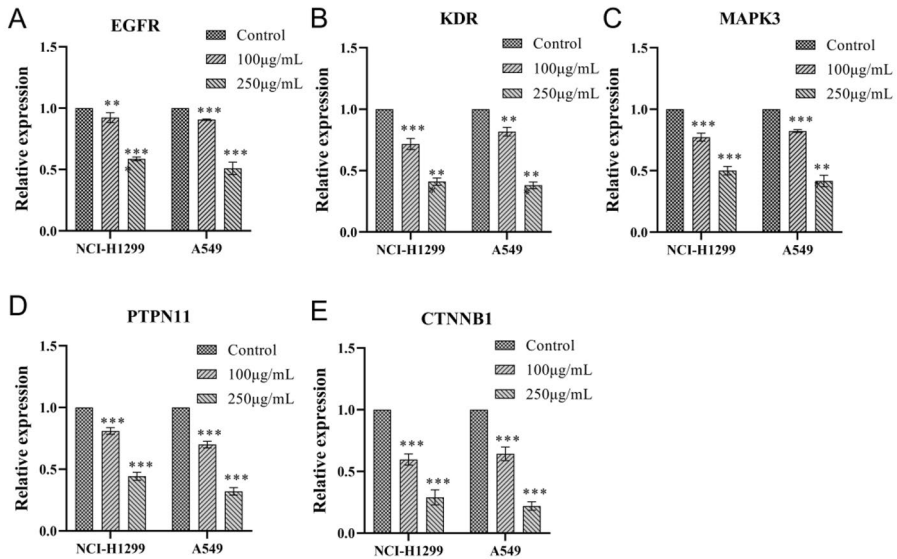 A
EGFR
Control
100µg/mL
250µg/mL
Relative expression
1.5
1.0
0.5
0.0
** *** *** ***
*
NCI-H1299 A549
B
KDR
Control
100µg/mL
250µg/mL
Relative expression
1.5
1.0
0.5
0.0
*** ** ** **
* *
NCI-H1299 A549
C
MAPK3
Control
100µg/mL
250µg/mL
Relative expression
1.5
1.0
0.5
0.0
*** *** *** **
*
NCI-H1299 A549
D
PTPN11
Control
100µg/mL
250µg/mL
Relative expression
1.5
1.0
0.5
0.0
*** *** *** ***
NCI-H1299 A549
E
CTNNB1
Control
100µg/mL
250µg/mL
Relative expression
1.5
1.0
0.5
0.0
*** *** *** ***
NCI-H1299 A549